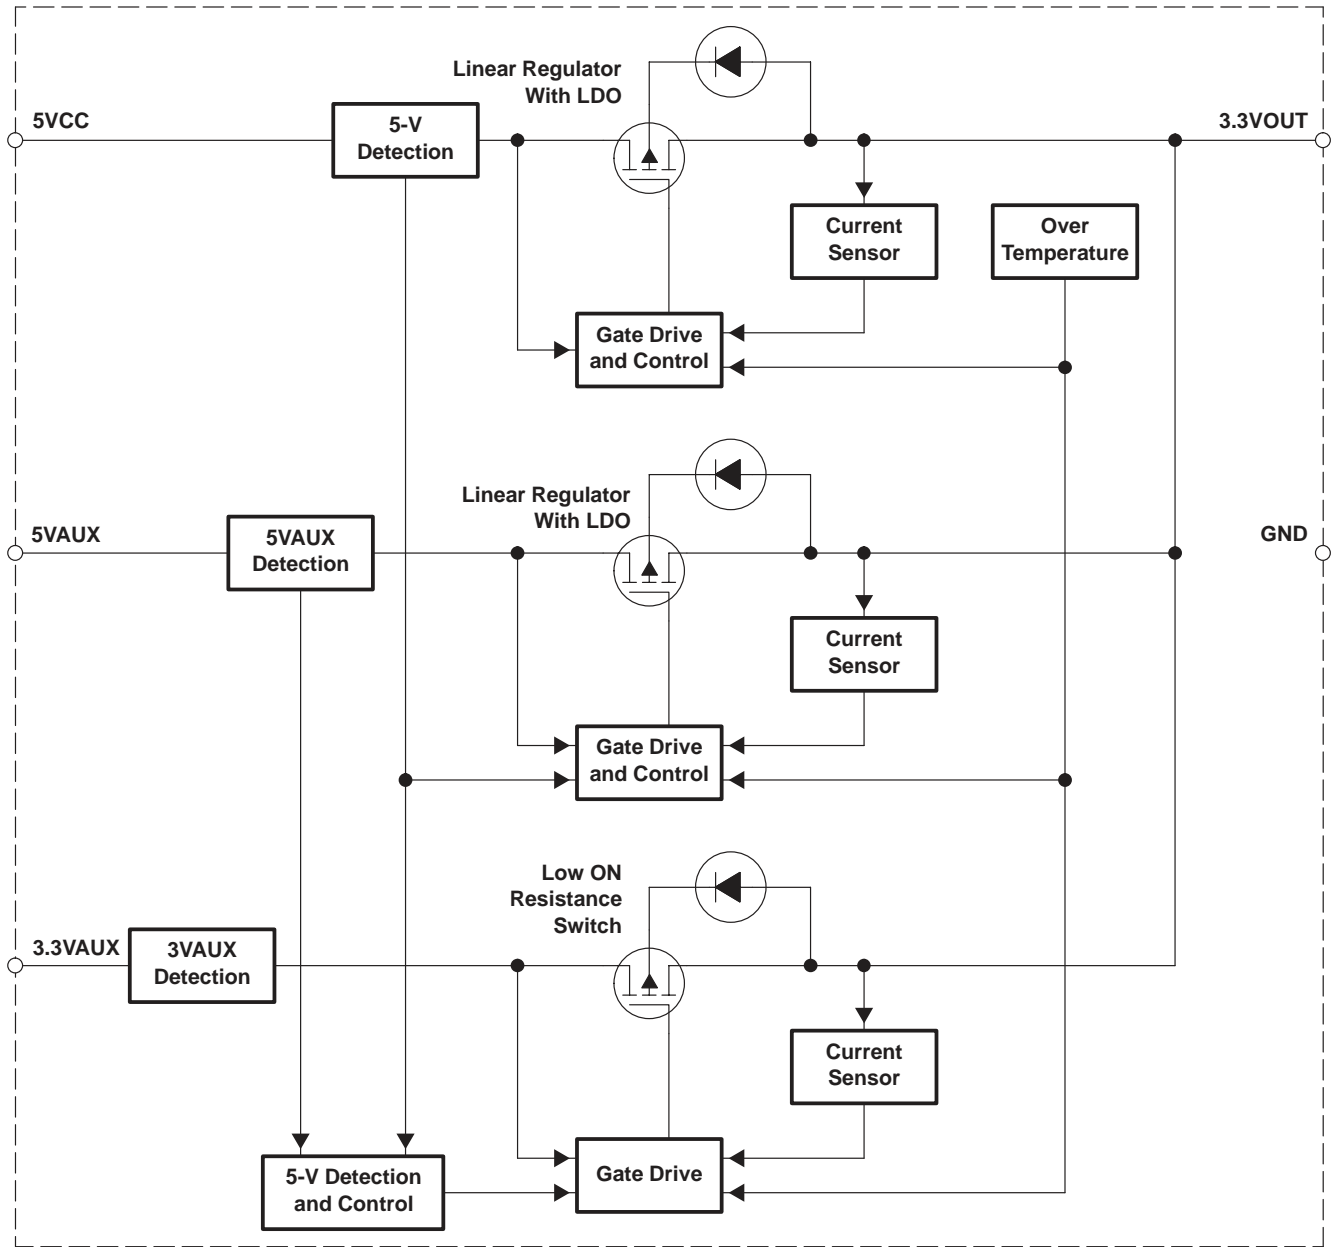 Linear Regulator
With LDO
5VCC
5-V
Detection
3.3VOUT
Current
Sensor
Over
Temperature
Gate Drive
and Control
Linear Regulator
With LDO
5VAUX
5VAUX
Detection
GND
Current
Sensor
Gate Drive
and Control
Low ON
Resistance
Switch
3.3VAUX
3VAUX
Detection
Current
Sensor
5-V Detection
and Control
Gate Drive